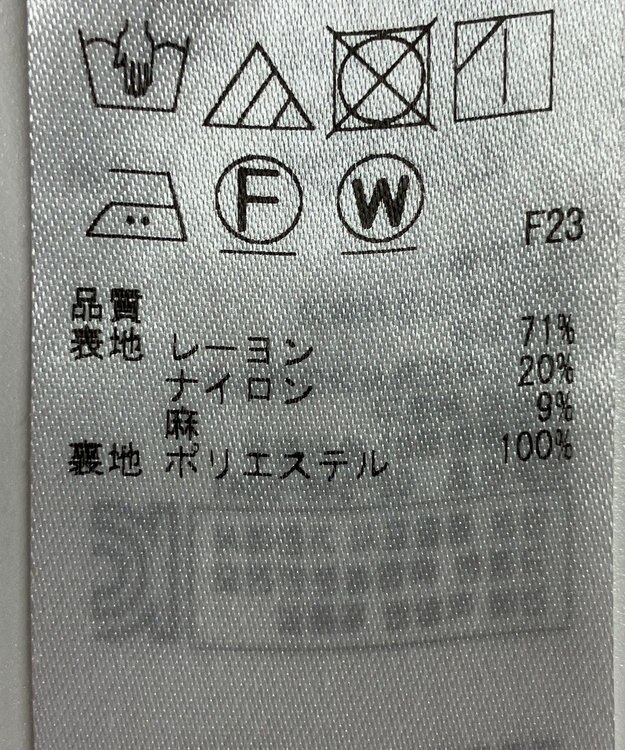 F W
F23
品質
表地 レーヨン 71%
ナイロン 20%
麻 9%
裏地 ポリエステル 100%